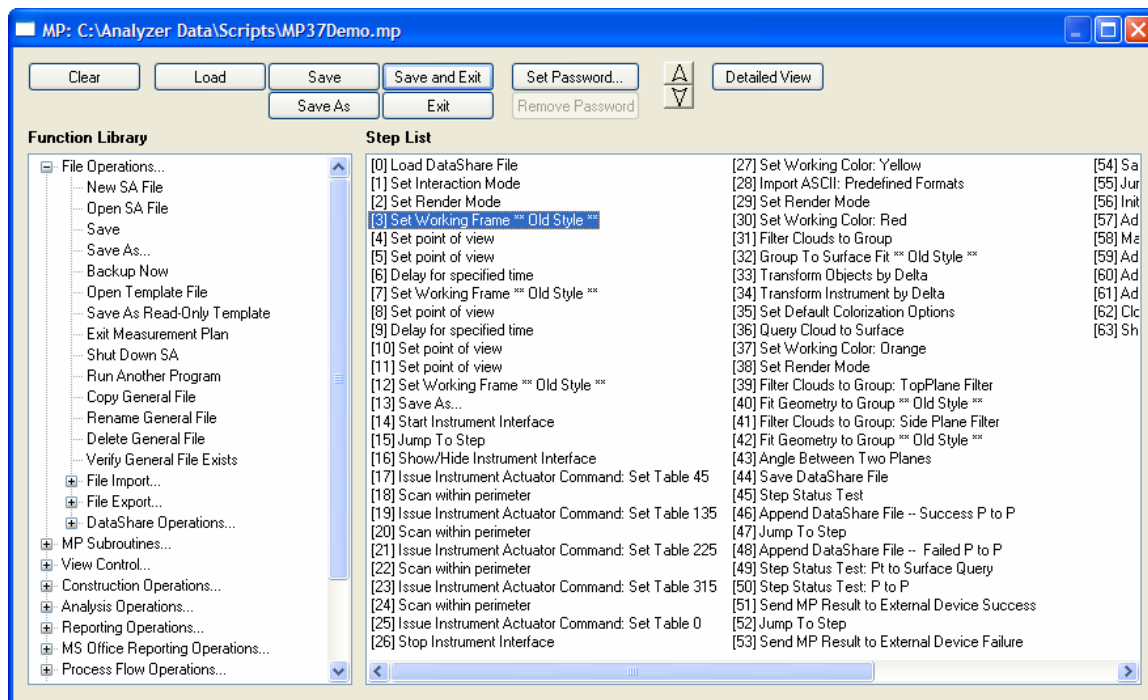 MP: C:\Analyzer Data\Scripts\MP37Demo.mp
Clear
Load
Save
Save and Exit
Set Password...
Detailed View
Save As
Exit
Remove Password
Function Library
Step List
File Operations...
New SA File
Open SA File
Save
Save As...
Backup Now
Open Template File
Save As Read-Only Template
Exit Measurement Plan
Shut Down SA
Run Another Program
Copy General File
Rename General File
Delete General File
Verify General File Exists
File Import...
File Export...
DataShare Operations...
MP Subroutines...
View Control...
Construction Operations...
Analysis Operations...
Reporting Operations...
MS Office Reporting Operations...
Process Flow Operations...
[0] Load DataShare File
[1] Set Interaction Mode
[2] Set Render Mode
[3] Set Working Frame ** Old Style **
[4] Set point of view
[5] Set point of view
[6] Delay for specified time
[7] Set Working Frame ** Old Style **
[8] Set point of view
[9] Delay for specified time
[10] Set point of view
[11] Set point of view
[12] Set Working Frame ** Old Style **
[13] Save As...
[14] Start Instrument Interface
[15] Jump To Step
[16] Show/Hide Instrument Interface
[17] Issue Instrument Actuator Command: Set Table 45
[18] Scan within perimeter
[19] Issue Instrument Actuator Command: Set Table 135
[20] Scan within perimeter
[21] Issue Instrument Actuator Command: Set Table 225
[22] Scan within perimeter
[23] Issue Instrument Actuator Command: Set Table 315
[24] Scan within perimeter
[25] Issue Instrument Actuator Command: Set Table 0
[26] Stop Instrument Interface
[27] Set Working Color: Yellow
[28] Import ASCII: Predefined Formats
[29] Set Render Mode
[30] Set Working Color: Red
[31] Filter Clouds to Group
[32] Group To Surface Fit ** Old Style **
[33] Transform Objects by Delta
[34] Transform Instrument by Delta
[35] Set Default Colorization Options
[36] Query Cloud to Surface
[37] Set Working Color: Orange
[38] Set Render Mode
[39] Filter Clouds to Group: TopPlane Filter
[40] Fit Geometry to Group ** Old Style **
[41] Filter Clouds to Group: Side Plane Filter
[42] Fit Geometry to Group ** Old Style **
[43] Angle Between Two Planes
[44] Save DataShare File
[45] Step Status Test
[46] Append DataShare File -- Success P to P
[47] Jump To Step
[48] Append DataShare File -- Failed P to P
[49] Step Status Test: Pt to Surface Query
[50] Step Status Test: P to P
[51] Send MP Result to External Device Success
[52] Jump To Step
[53] Send MP Result to External Device Failure
[54] Sa
[55] Jur
[56] Init
[57] Ad
[58] Ma
[59] Ad
[60] Ad
[61] Ad
[62] Clo
[63] Sh